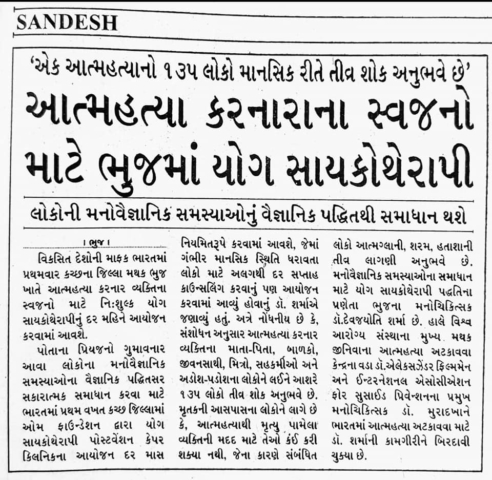 SANDESH
‘એક આત્મહત્યાનો ૧૩૫ લોકો માનસિક રીતે તીવ્ર શોક અનુભવે છે’
આત્મહત્યા કરનારાના સ્વજનો
માટે ભુજમાં યોગ સાયકોથેરાપી
લોકોની મનોવૈજ્ઞાનિક સમસ્યાઓનું વૈજ્ઞાનિક પદ્ધિતથી સમાધાન થશે
। ભુજ ।
વિકસિત દેશોની માફક ભારતમાં
પ્રથમવાર કચ્છના જિલ્લા મથક ભુજ
ખાતે આત્મહત્યા કરનાર વ્યક્તિના
સ્વજનો માટે નિઃશુલ્ક યોગ
સાયકોથેરાપીનું દર મહિને આયોજન
કરવામાં આવશે.
પોતાના પ્રિયજનો ગુમાવનાર
આવા લોકોના મનોવૈજ્ઞાનિક
સમસ્યાઓના વૈજ્ઞાનિક પદ્ધિતસર
સકારાત્મક સમાધાન કરવા માટે
ભારતમાં પ્રથમ વખત કચ્છ જિલ્લામાં
ઓમ ફાઉન્ડેશન દ્વારા યોગ
સાયકોથેરાપી પોસ્ટવેંશન કેપર
ક્લિનિકના આયોજન દર માસ
નિયમિતરૂપે કરવામાં આવશે, જેમાં
ગંભીર માનસિક સ્થિતિ ધરાવતા
લોકો માટે અલગથી દર સપ્તાહ
કાઉન્સલિંગ કરવાનું પણ આયોજન
કરવામાં આવ્યું હોવાનું ડૉ. શર્માએ
જણાવ્યું હતું. અત્રે નોંધનીય છે કે,
સંશોધન અનુસાર આત્મહત્યા કરનાર
વ્યક્તિના માતા-પિતા, બાળકો,
જીવનસાથી, મિત્રો, સહકર્મીઓ અને
અડોશ-પડોશના લોકોને લઈને આશરે
૧૩૫ લોકો તીવ્ર શોક અનુભવે છે.
મૃતકની આસપાસના લોકોને લાગે છે
કે, આત્મહત્યાથી મૃત્યુ પામેલા
વ્યક્તિની મદદ માટે તેઓ કંઈ કરી
શક્યા નથી, જેના કારણે સંબંધિત
લોકો આત્મગ્લાની, શરમ, હતાશાની
તીવ્ર લાગણી અનુભવે છે.
મનોવૈજ્ઞાનિક સમસ્યાઓના સમાધાન
માટે યોગ સાયકોથેરાપી પદ્ધતિના
પ્રણેતા ભુજના મનોચિકિત્સક
ડૉ.દેવજયોતિ શર્મા છે. હાલે વિશ્વ
આરોગ્ય સંસ્થાના મુખ્ય મથક
જીનિવાના આત્મહત્યા અટકાવવા
કેન્દ્રના વડા ડૉ.એલેકઝેંડર ફિલ્મેમેન
અને ઈન્ટરનેશનલ એસોસીએશન
ફોર સુસાઈડ પ્રિવેન્શનના પ્રમુખ
મનોચિકિત્સક ડૉ. મુરાદખાને
ભારતમાં આત્મહત્યા અટકાવવા માટે
ડૉ. શર્માની કામગીરીને બિરદાવી
ચુક્યા છે.